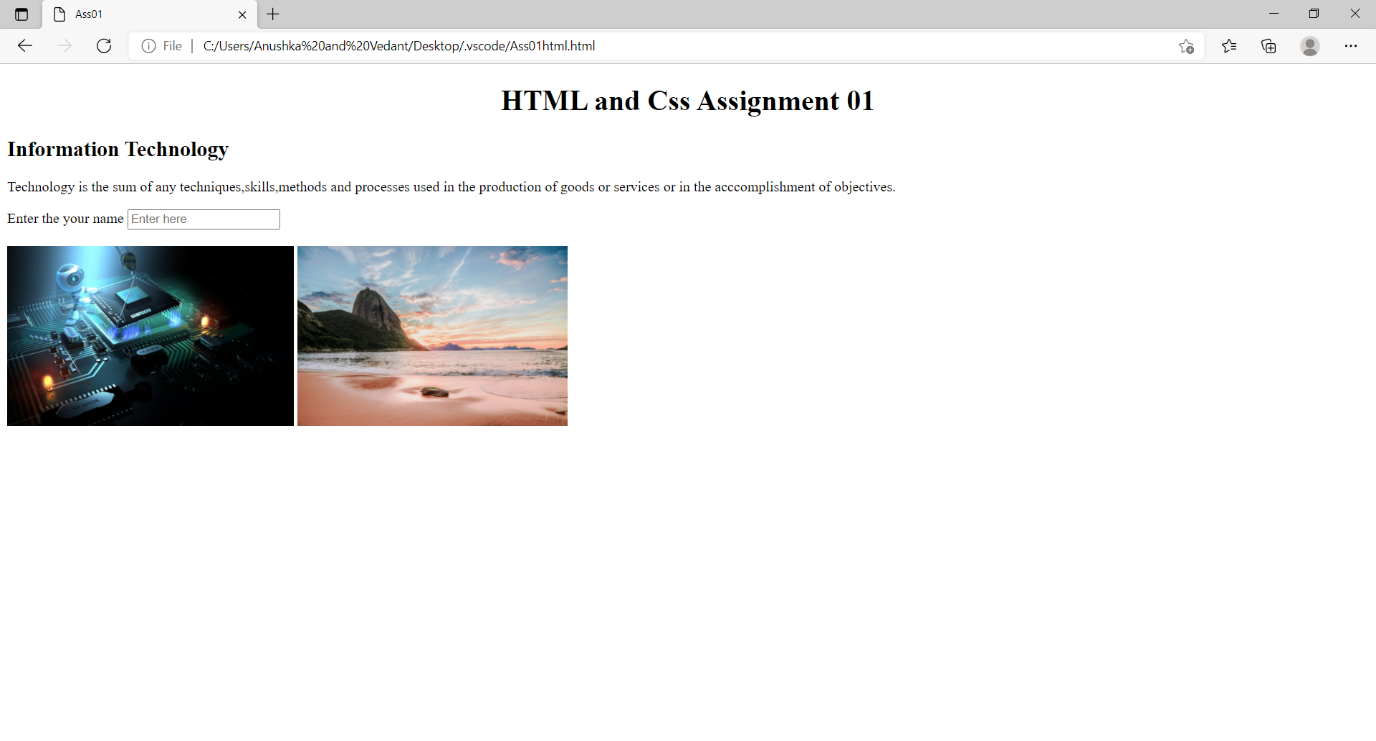 Ass01
File | C:/Users/Anushka%20and%20Vedant/Desktop/.vscode/Ass01html.html
HTML and Css Assignment 01
Information Technology
Technology is the sum of any techniques,skills,methods and processes used in the production of goods or services or in the acccomplishment of objectives.
Enter the your name Enter here